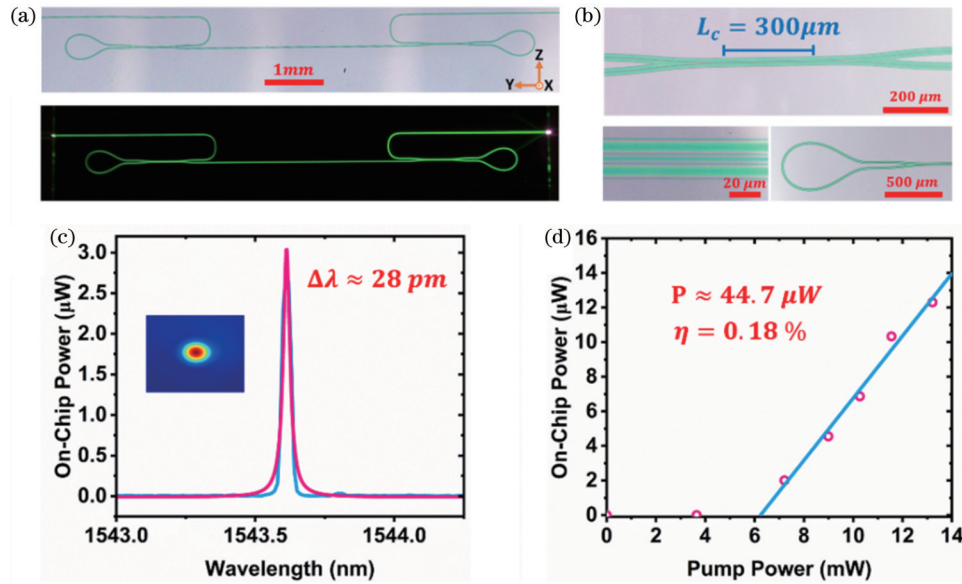 (a)
1mm
Z
Y
X
(b)
L_c = 300μm
200 μm
20 μm
500 μm
(c)
On-Chip Power (μW)
3.0
2.5
2.0
1.5
1.0
0.5
0.0
Δλ ≈ 28 pm
1543.0 1543.5 1544.0
Wavelength (nm)
(d)
On-Chip Power (μW)
16
14
12
10
8
6
4
2
0
P ≈ 44.7 μW
η = 0.18 %
0 2 4 6 8 10 12 14
Pump Power (mW)